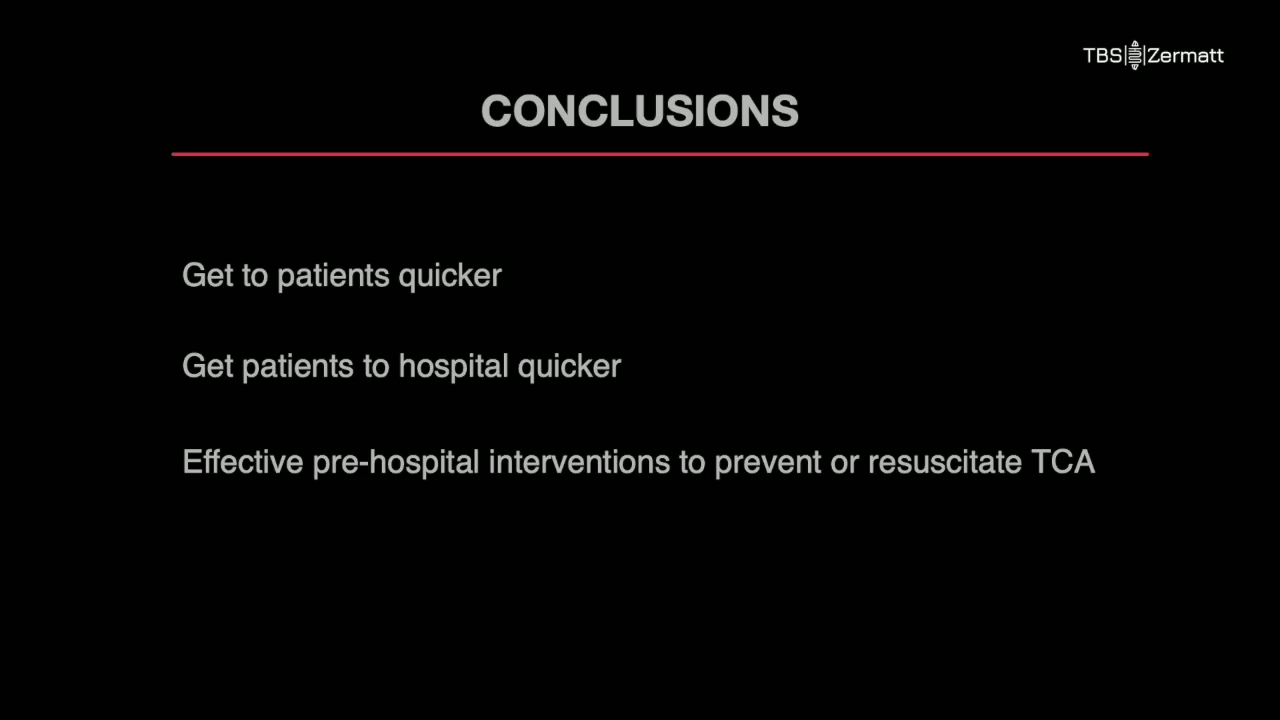 TBS Zermatt
CONCLUSIONS
Get to patients quicker
Get patients to hospital quicker
Effective pre-hospital interventions to prevent or resuscitate TCA